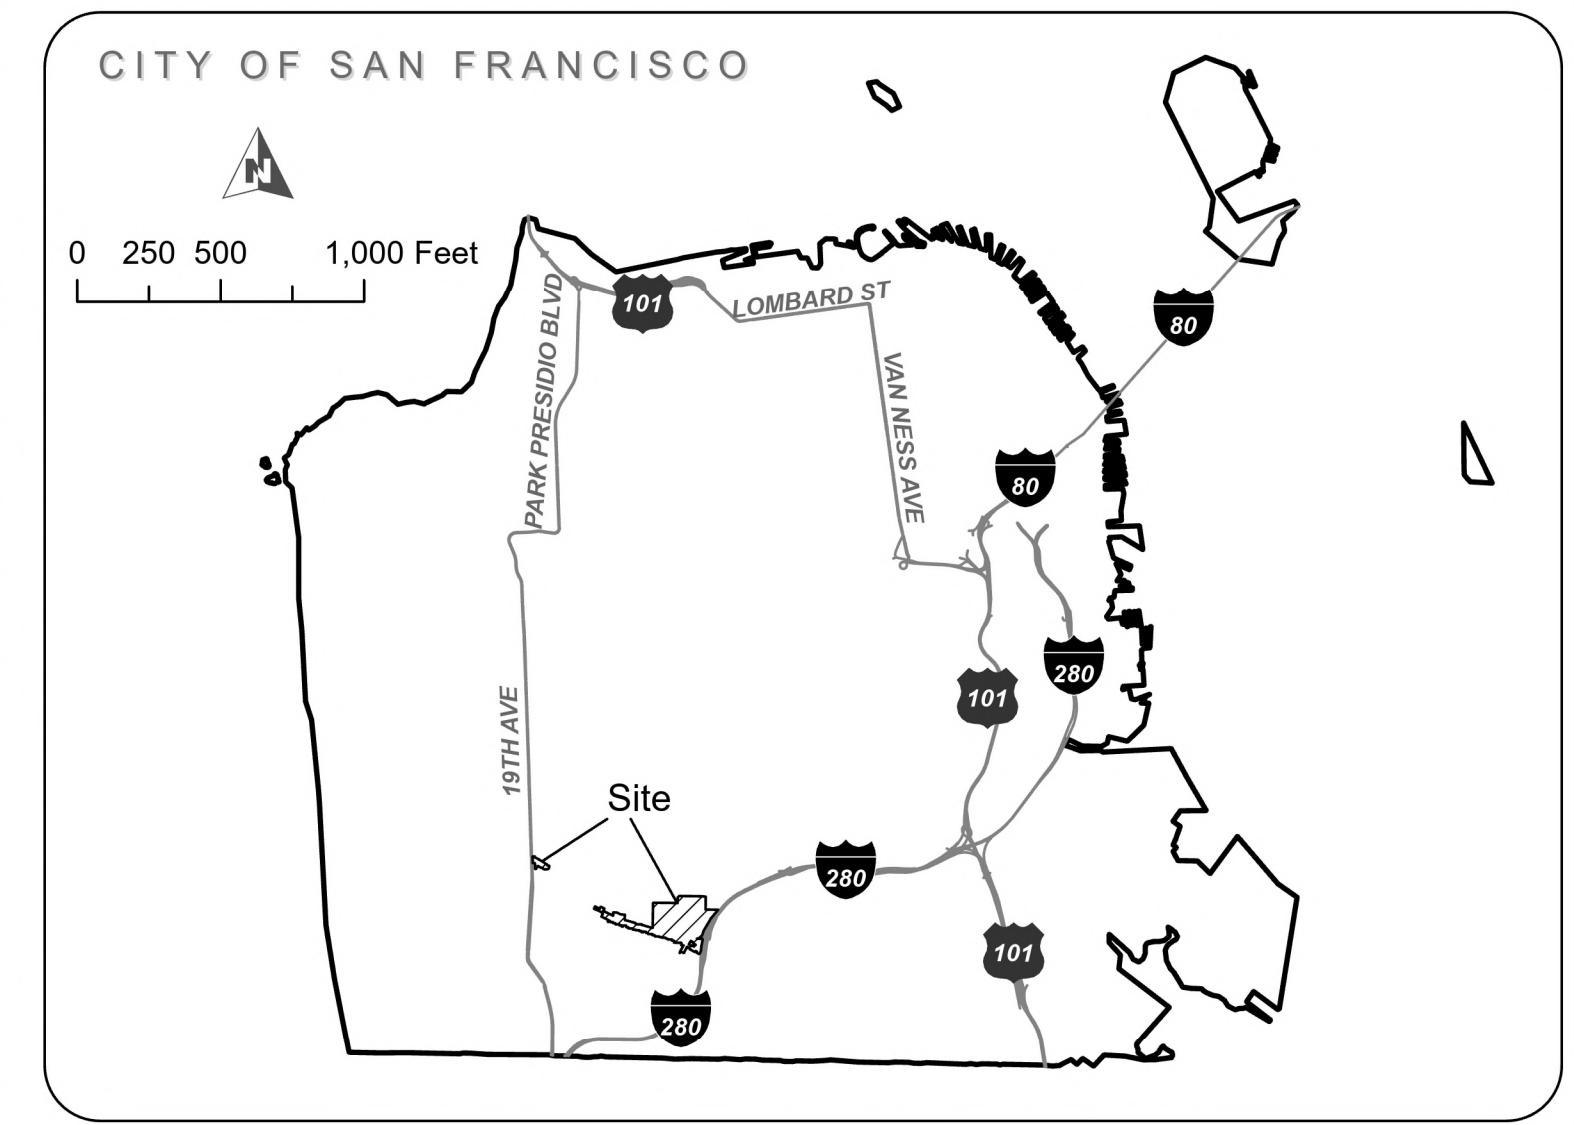 CITY OF SAN FRANCISCO
N
0 250 500 1,000 Feet
101
LOMBARD ST
80
PARK PRESIDIO BLVD
VAN NESS AVE
80
280
101
19TH AVE
Site
280
101
280